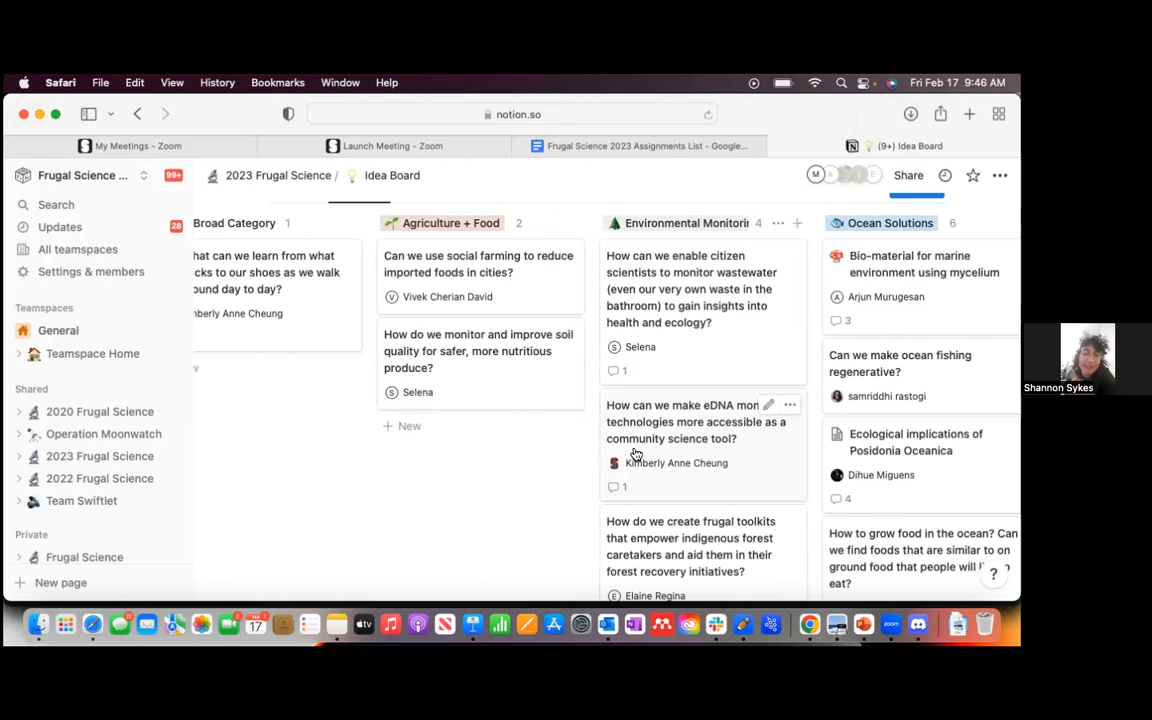 Safari File Edit View History Bookmarks Window Help Fri Feb 17 9:46 AM
notion.so
My Meetings - Zoom
Launch Meeting - Zoom
Frugal Science 2023 Assignments List - Google...
(9+) Idea Board
Frugal Science ... 99+
2023 Frugal Science / Idea Board
M A I E
Share
Search
Updates 28
All teamspaces
Settings & members
Teamspaces
General
Teamspace Home
Shared
2020 Frugal Science
Operation Moonwatch
2023 Frugal Science
2022 Frugal Science
Team Swiftlet
Private
Frugal Science
New page
Broad Category 1
hat can we learn from what
cks to our shoes as we walk
ound day to day?
nberly Anne Cheung
w
Agriculture + Food 2
Can we use social farming to reduce
imported foods in cities?
V Vivek Cherian David
How do we monitor and improve soil
quality for safer, more nutritious
produce?
S Selena
+ New
Environmental Monitorin 4
How can we enable citizen
scientists to monitor wastewater
(even our very own waste in the
bathroom) to gain insights into
health and ecology?
S Selena
1
How can we make eDNA mon
technologies more accessible as a
community science tool?
S Kimberly Anne Cheung
1
How do we create frugal toolkits
that empower indigenous forest
caretakers and aid them in their
forest recovery initiatives?
E Elaine Regina
Ocean Solutions 6
Bio-material for marine
environment using mycelium
A Arjun Murugesan
3
Can we make ocean fishing
regenerative?
samriddhi rastogi
Ecological implications of
Posidonia Oceanica
Dihue Miguens
4
How to grow food in the ocean? Can
we find foods that are similar to on
ground food that people will
eat?
?
Shannon Sykes
FEB
17
tv
zoom